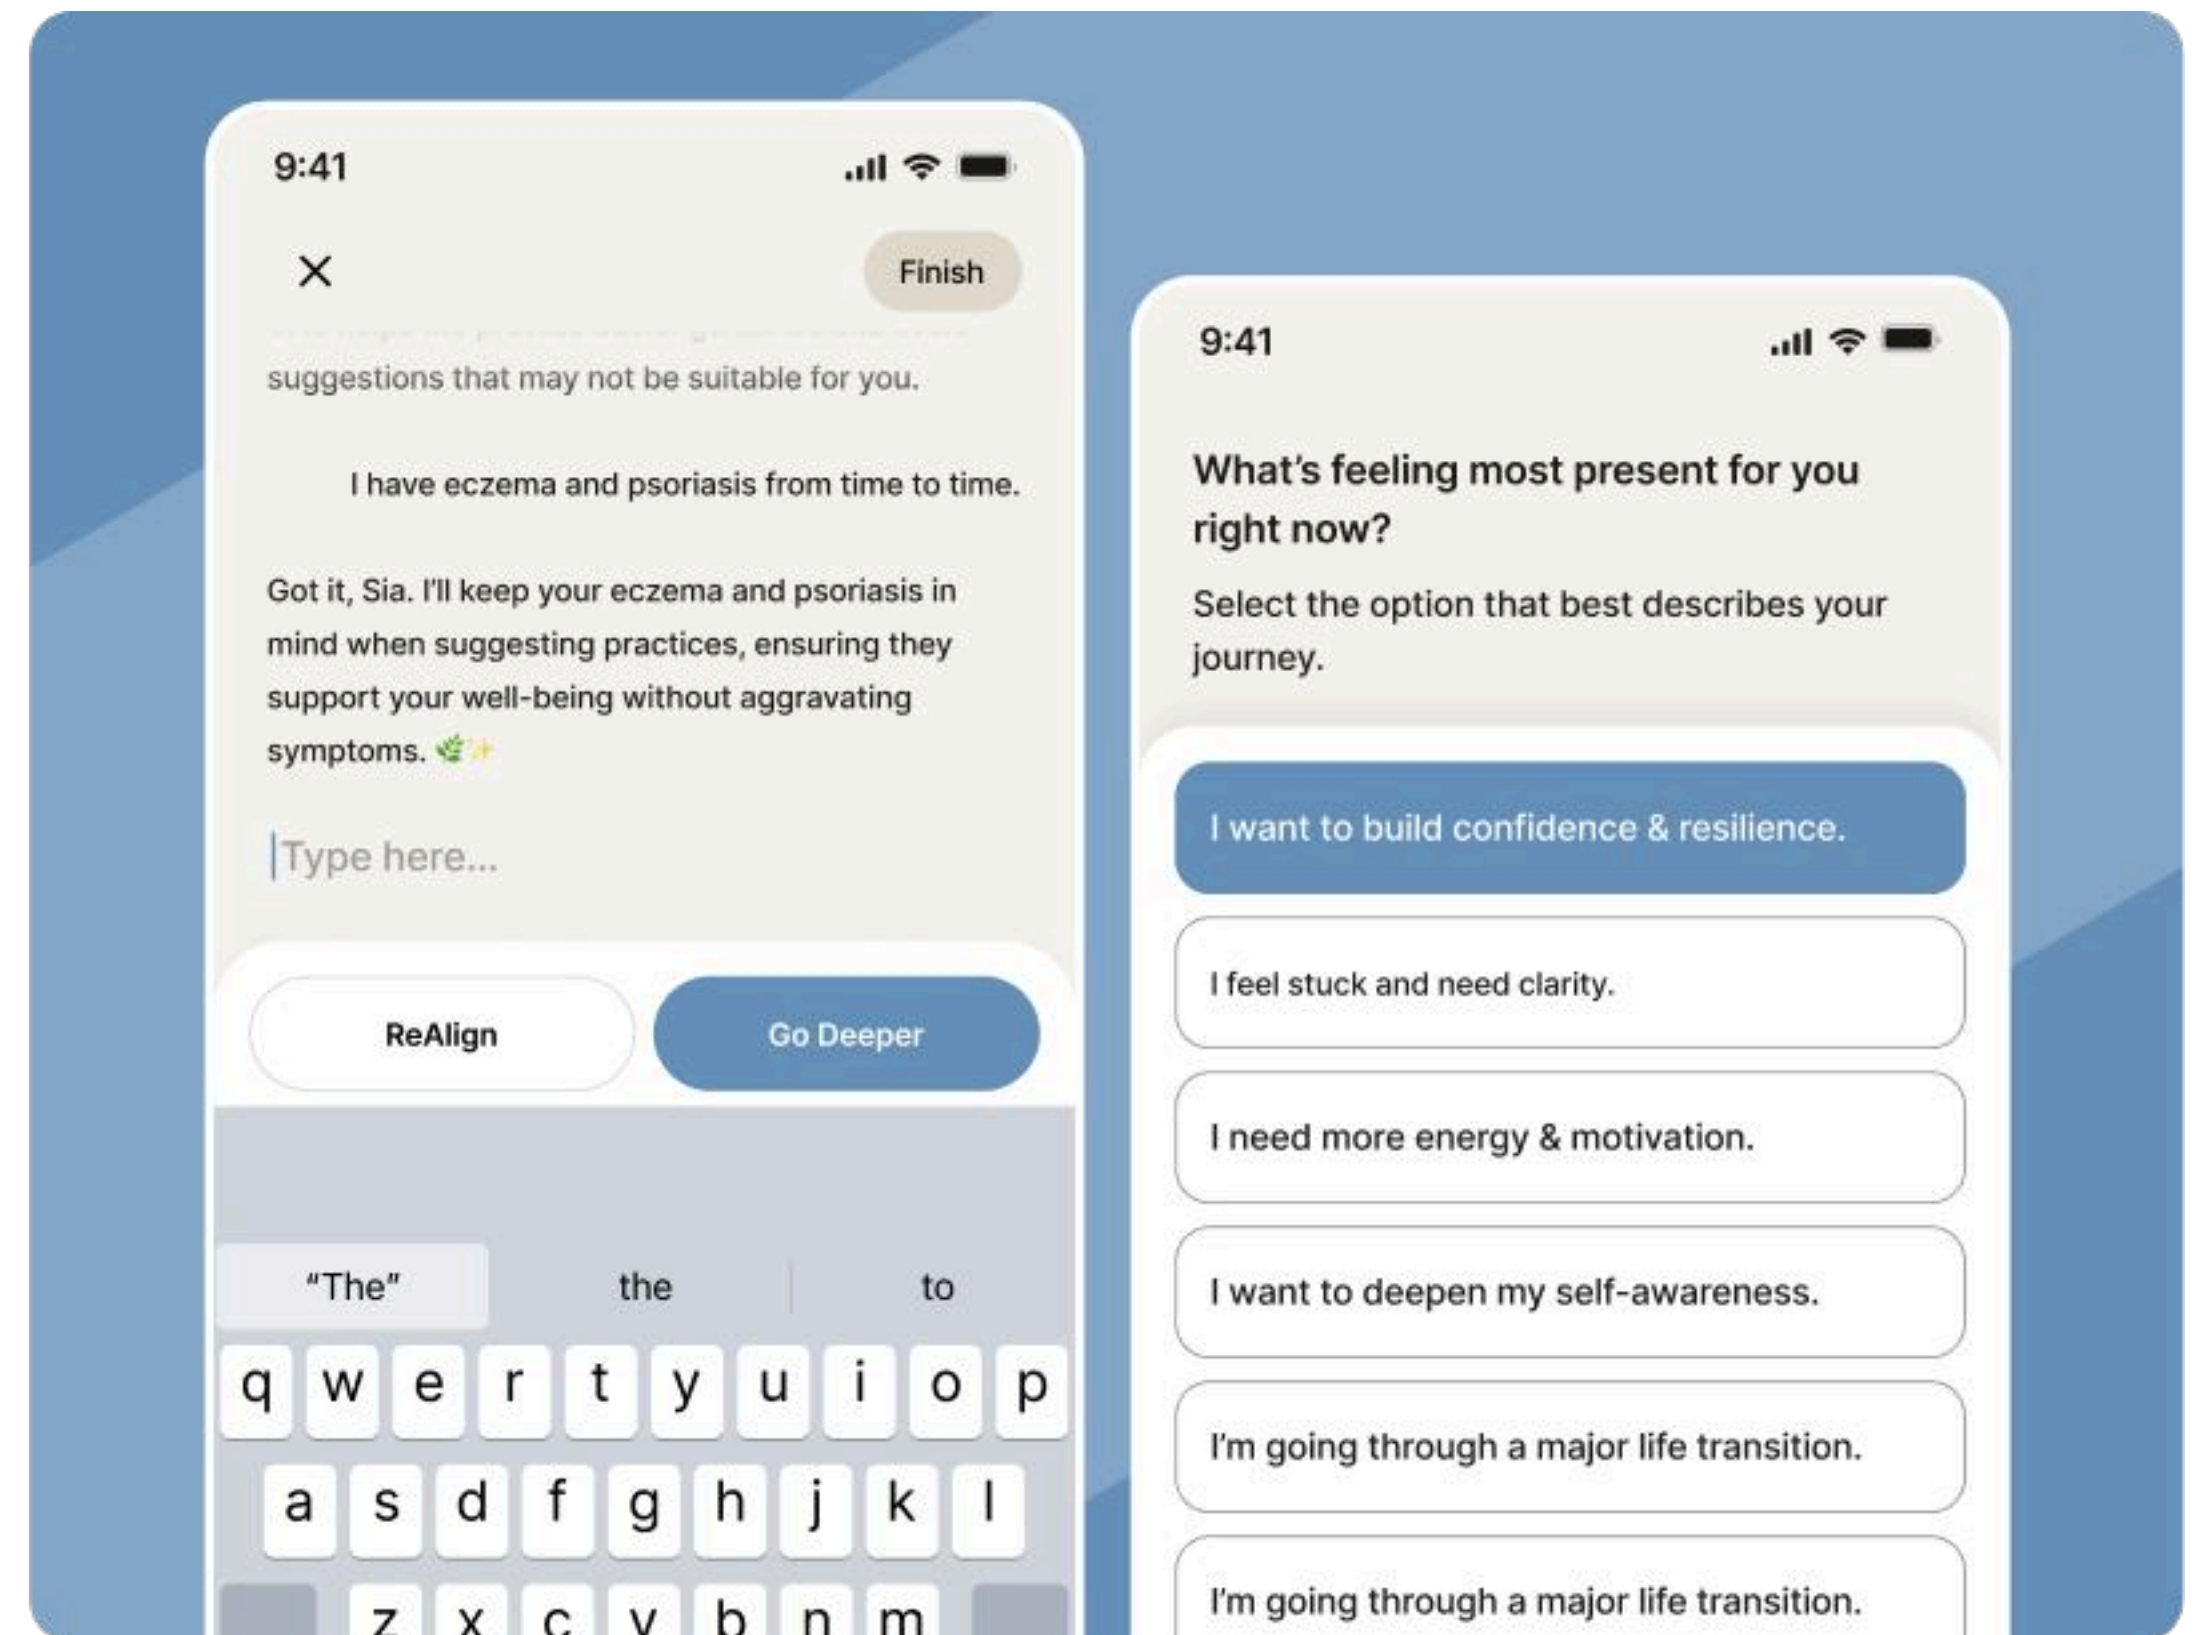 9:41
Finish
suggestions that may not be suitable for you.
I have eczema and psoriasis from time to time.
Got it, Sia. I'll keep your eczema and psoriasis in
mind when suggesting practices, ensuring they
support your well-being without aggravating
symptoms. 🌿✨
Type here...
ReAlign
Go Deeper
“The”
the
to
q w e r t y u i o p
a s d f g h j k l
z x c v b n m
9:41
What’s feeling most present for you
right now?
Select the option that best describes your
journey.
I want to build confidence & resilience.
I feel stuck and need clarity.
I need more energy & motivation.
I want to deepen my self-awareness.
I’m going through a major life transition.
I’m going through a major life transition.